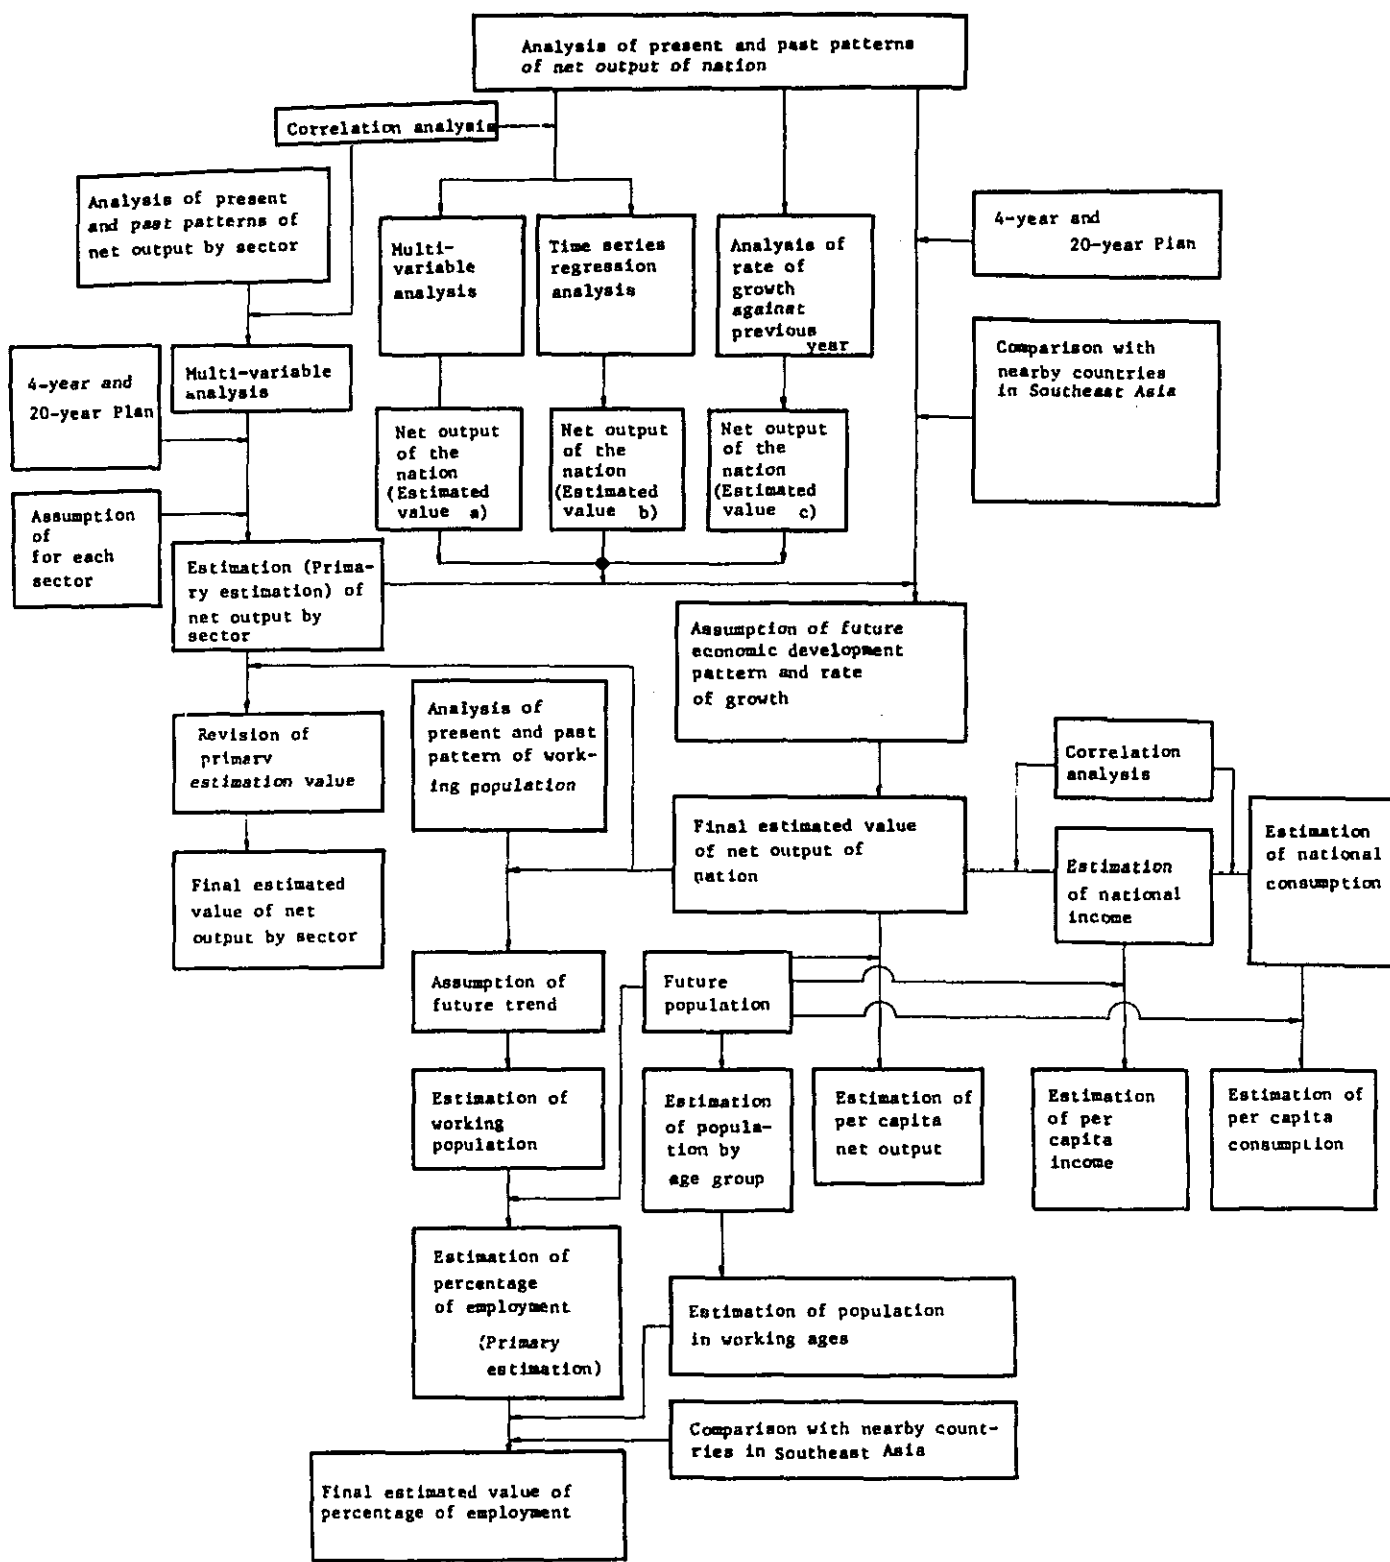 Analysis of present and past patterns
of net output of nation
Correlation analysis
Analysis of present
and past patterns of
net output by sector
Multi-
variable
analysis
Time series
regression
analysis
Analysis of
rate of
growth
against
previous
year
4-year and
20-year Plan
Comparison with
nearby countries
in Southeast Asia
4-year and
20-year Plan
Multi-variable
analysis
Net output
of the
nation
(Estimated
value a)
Net output
of the
nation
(Estimated
value b)
Net output
of the
nation
(Estimated
value c)
Assumption
of
for each
sector
Estimation (Prima-
ry estimation) of
net output by
sector
Assumption of future
economic development
pattern and rate
of growth
Analysis of
present and past
pattern of work-
ing population
Revision of
primary
estimation value
Correlation
analysis
Final estimated value
of net output of
nation
Estimation
of national
income
Estimation
of national
consumption
Final estimated
value of net
output by sector
Assumption of
future trend
Future
population
Estimation of
working
population
Estimation
of popula-
tion by
age group
Estimation of
per capita
net output
Estimation
of per
capita
income
Estimation of
per capita
consumption
Estimation of
percentage
of employment
(Primary
estimation)
Estimation of population
in working ages
Comparison with nearby count-
ries in Southeast Asia
Final estimated value of
percentage of employment